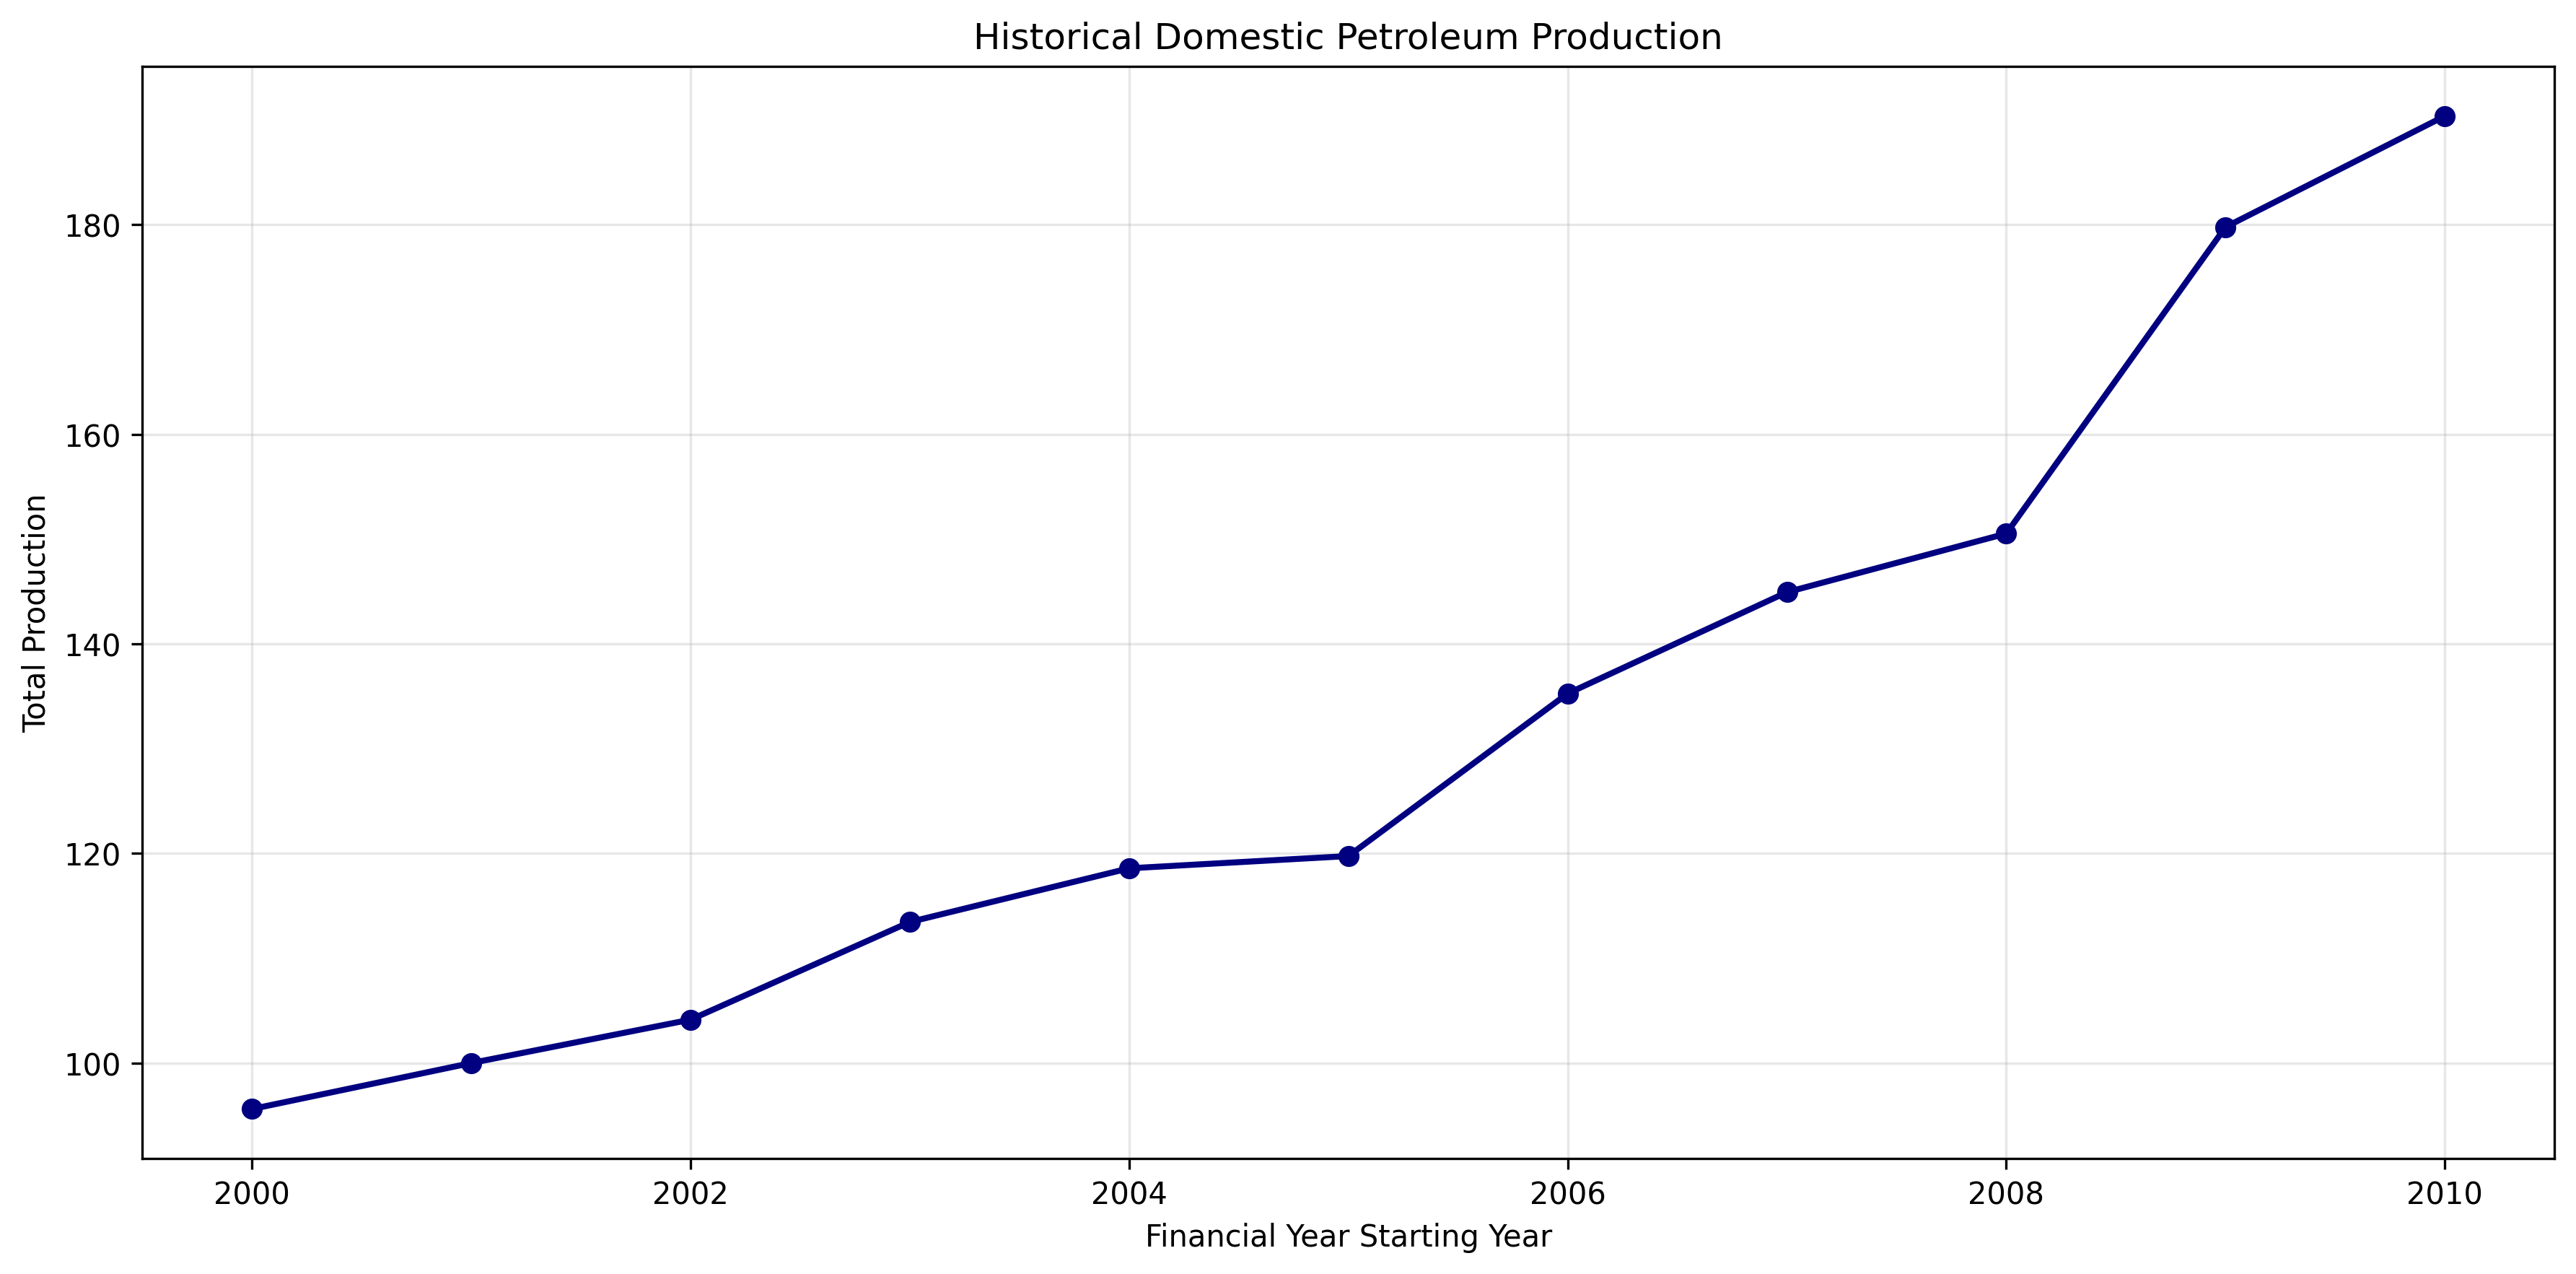 Historical Domestic Petroleum Production
Total Production
180
160
140
120
100
2000 2002 2004 2006 2008 2010
Financial Year Starting Year